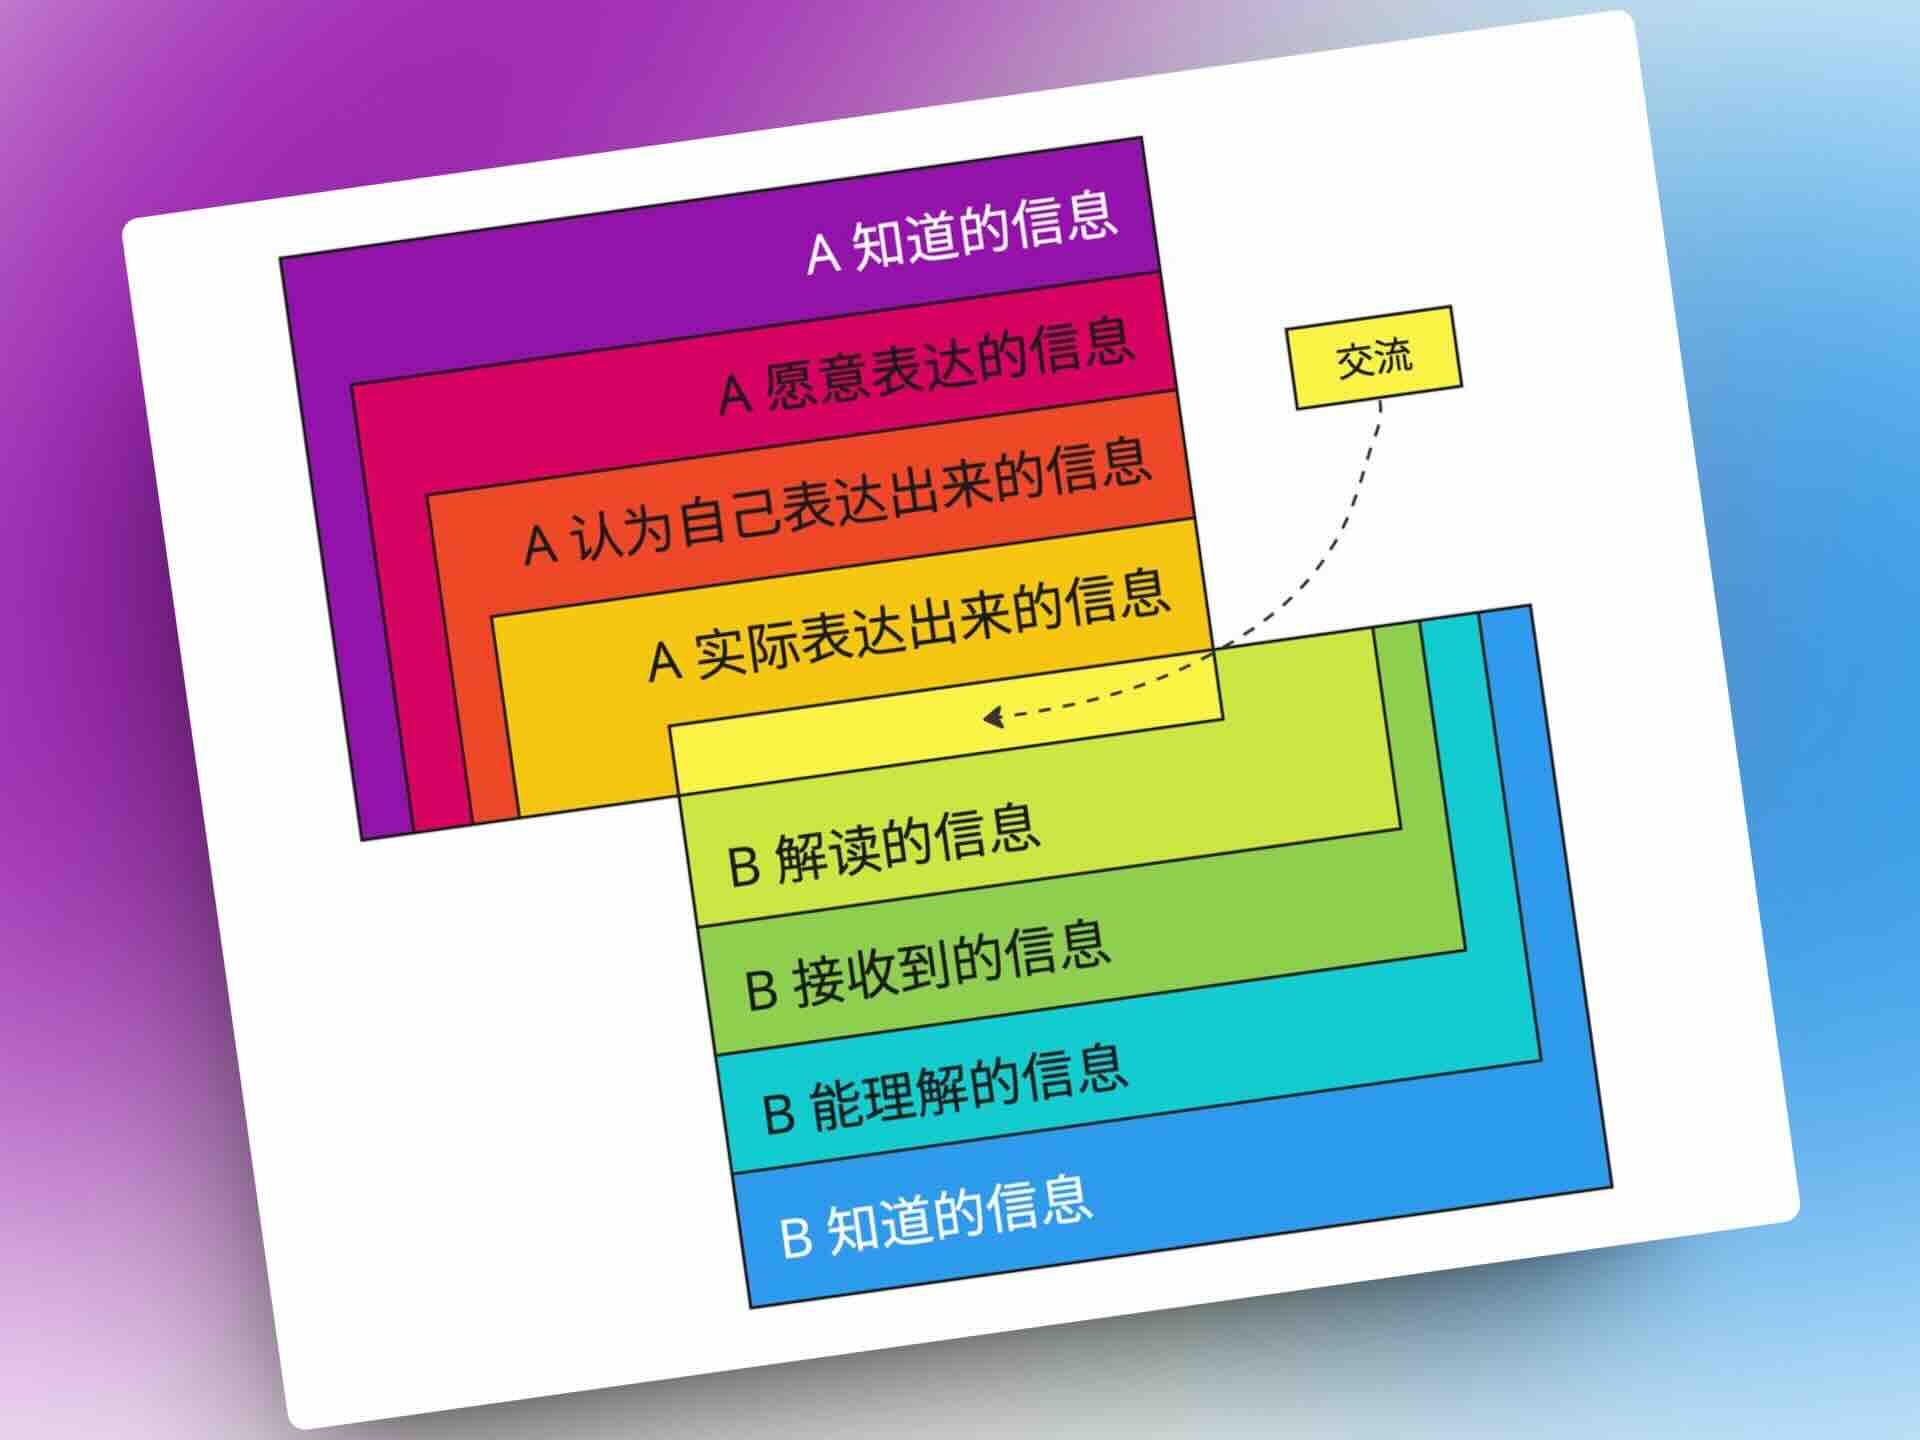 A 知道的信息
A 愿意表达的信息
A 认为自己表达出来的信息
A 实际表达出来的信息
交流
B 解读的信息
B 接收到的信息
B 能理解的信息
B 知道的信息